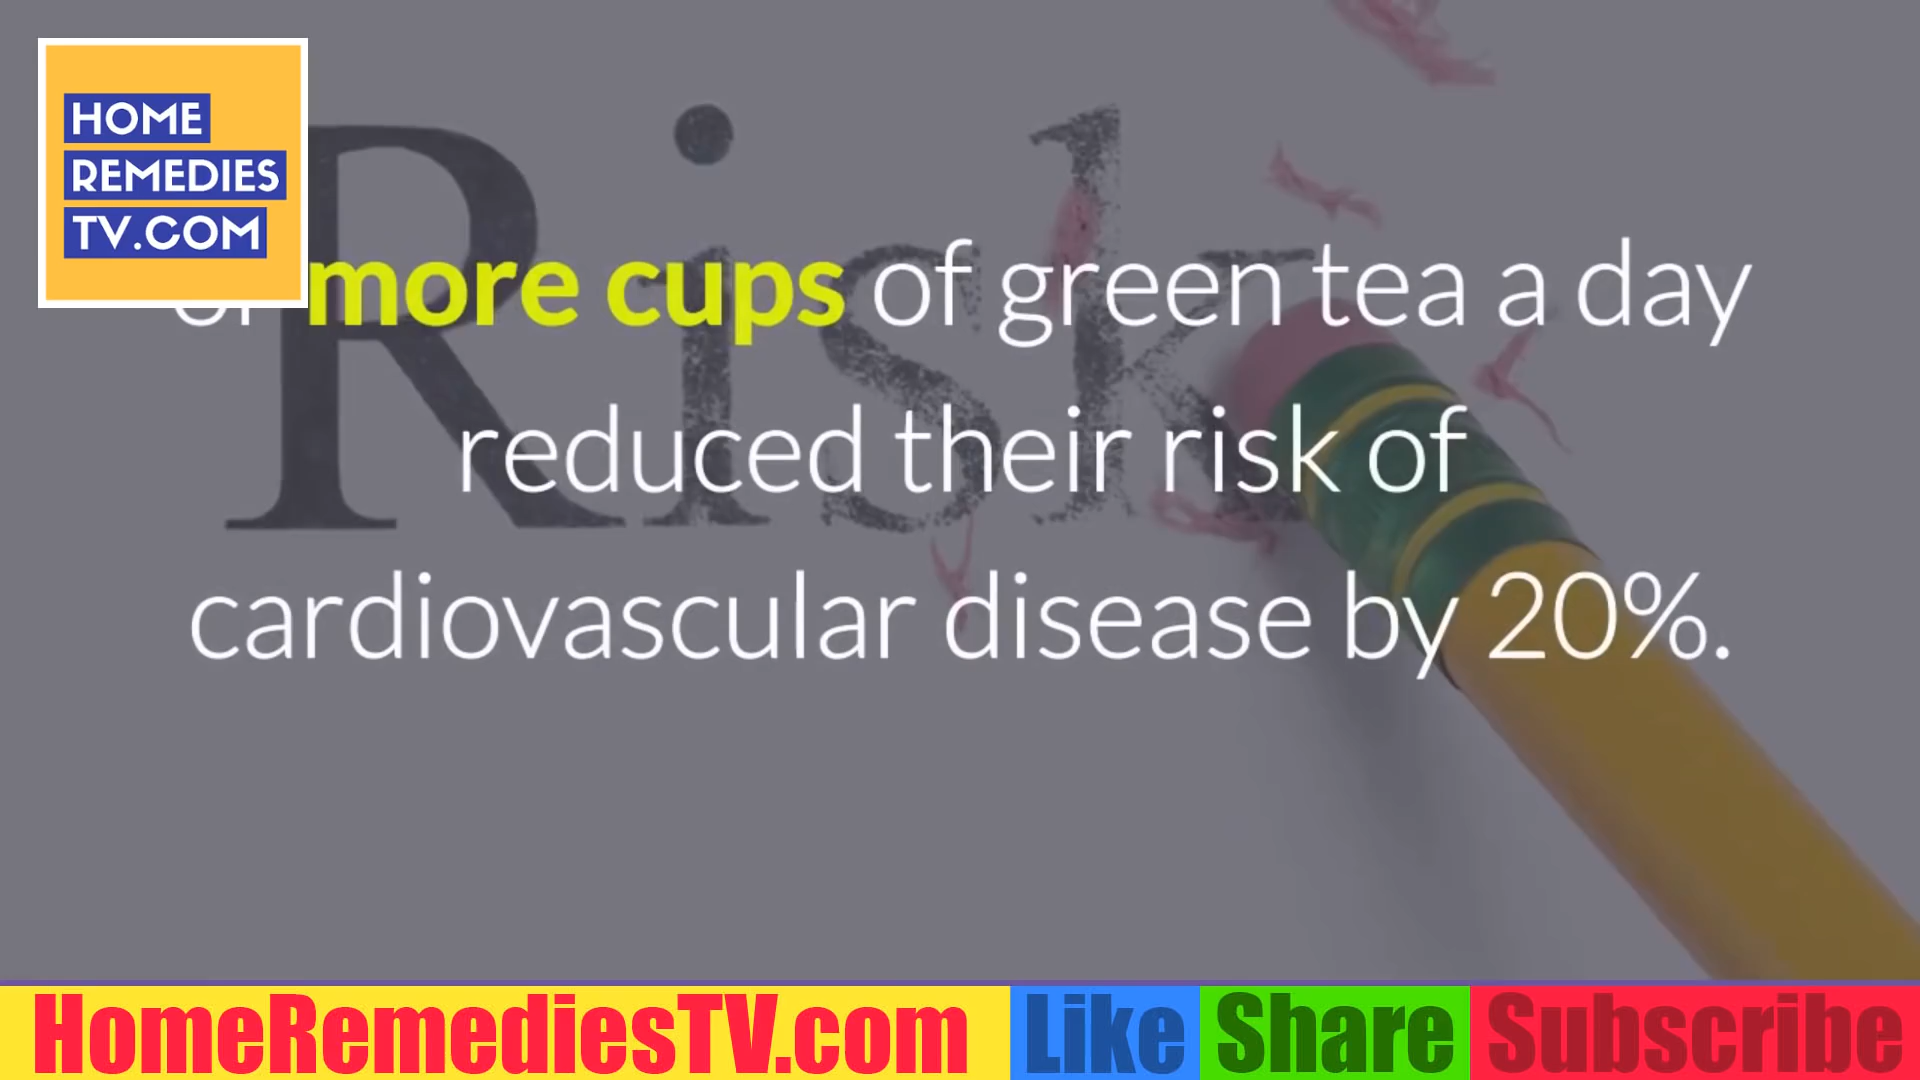 HOME
REMEDIES
TV.COM
Risk
or more cups of green tea a day
reduced their risk of
cardiovascular disease by 20%.
HomeRemediesTV.com Like Share Subscribe